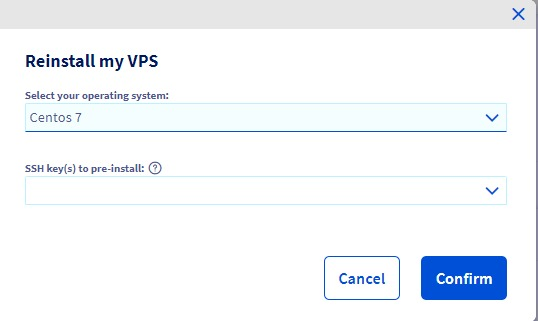 Reinstall my VPS
Select your operating system:
Centos 7
SSH key(s) to pre-install: ?
Cancel Confirm